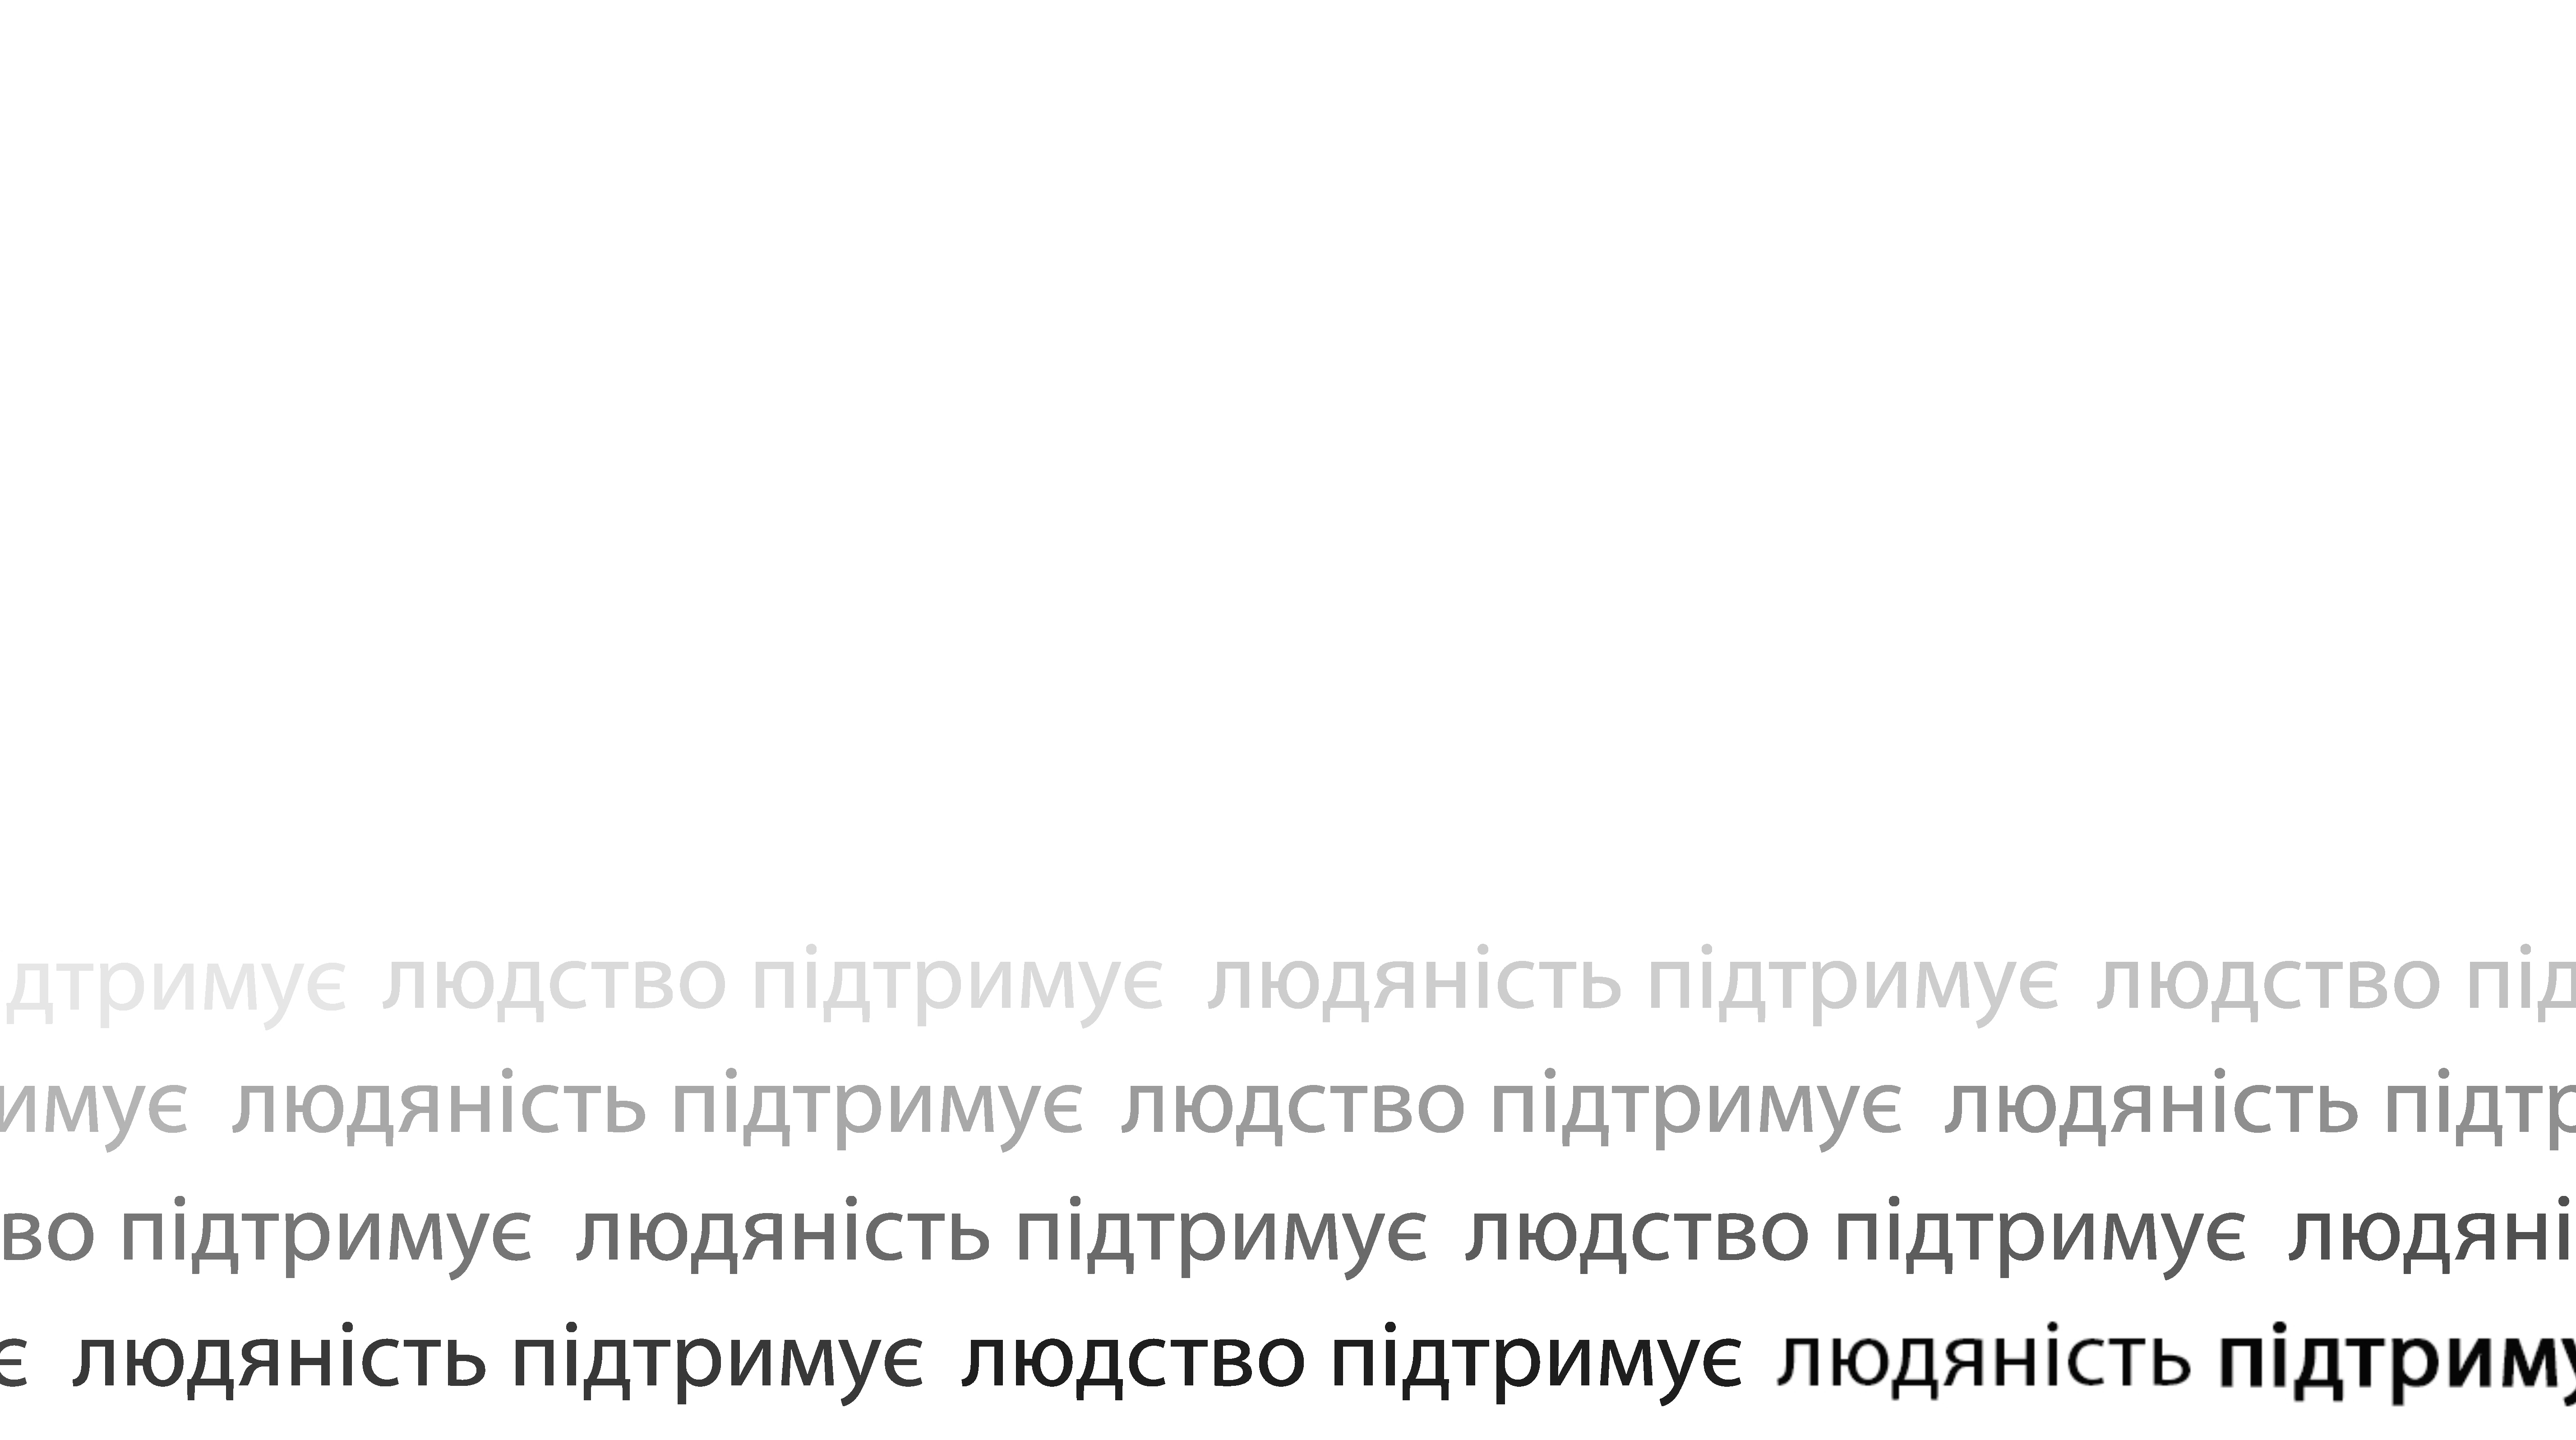 дтримує людство підтримує людяність підтримує людство під
имує людяність підтримує людство підтримує людяність підтр
во підтримує людяність підтримує людство підтримує людяні
є людяність підтримує людство підтримує людяність підтриму